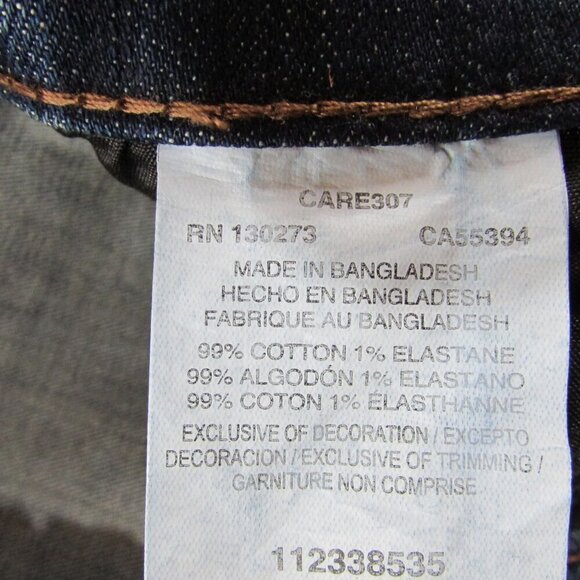 CARE307
RN 130273 CA55394
MADE IN BANGLADESH
HECHO EN BANGLADESH
FABRIQUE AU BANGLADESH
99% COTTON 1% ELASTANE
99% ALGODÓN 1% ELASTANO
99% COTON 1% ÉLASTHANNE
EXCLUSIVE OF DECORATION / EXCEPTO
DECORACION / EXCLUSIVE OF TRIMMING /
GARNITURE NON COMPRISE
112338535